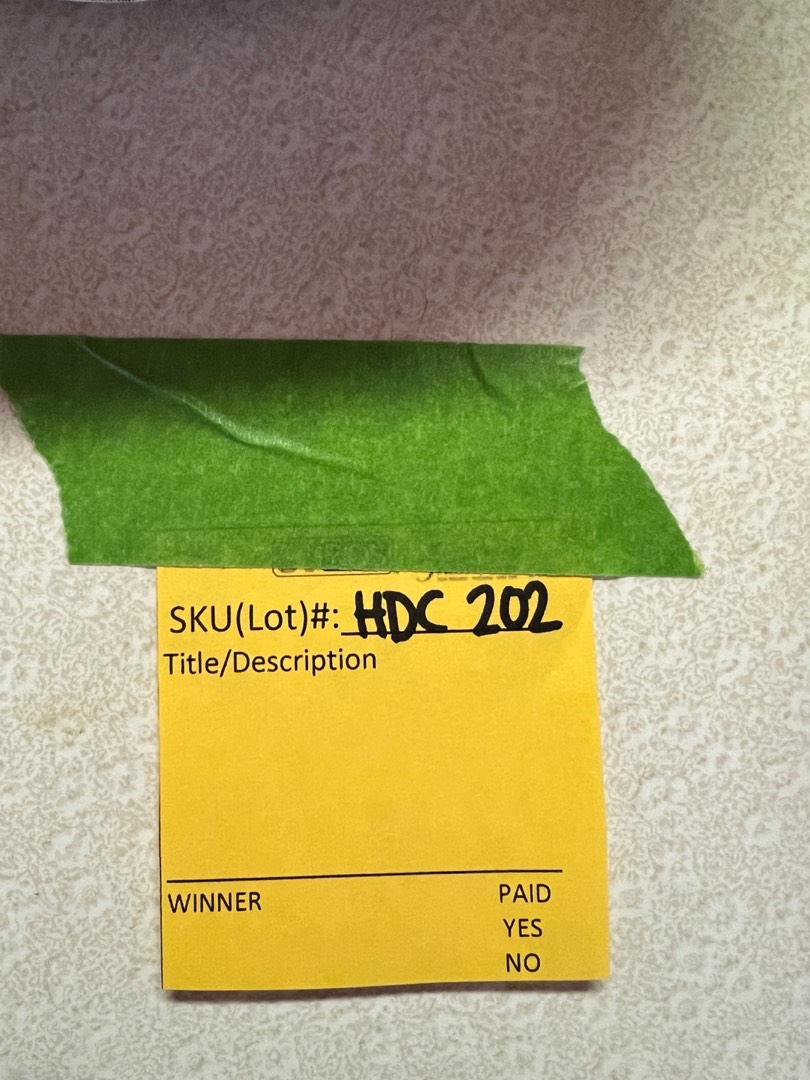 SKU(Lot)#: HDC 202
Title/Description
WINNER
PAID
YES
NO